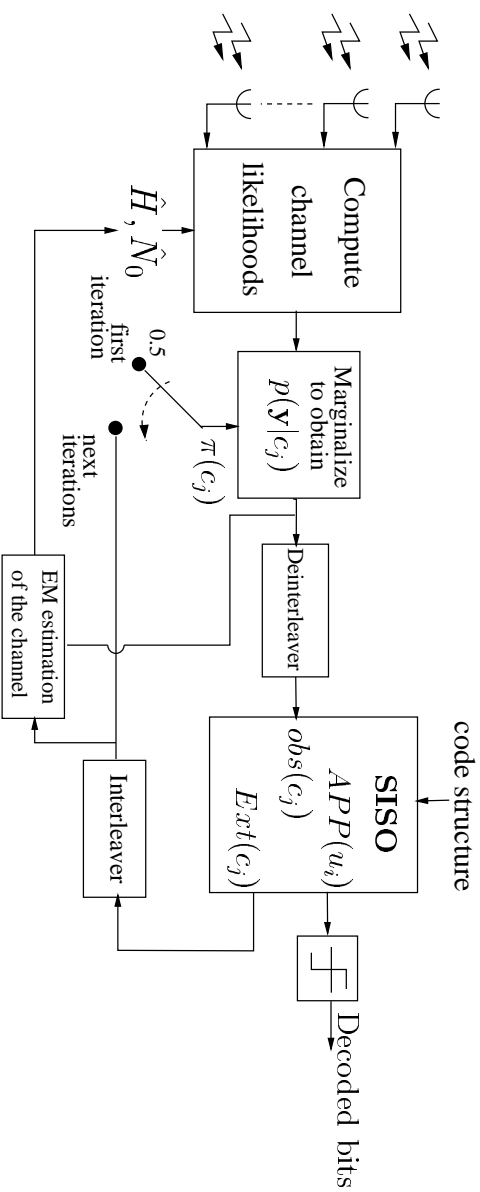 Compute
channel
likelihoods
Ĥ, N̂₀
Marginalize
to obtain
p(𝐲|cⱼ)
0.5
first
iteration
π(cⱼ)
next
iterations
EM estimation
of the channel
Deinterleaver
code structure
SISO
APP(uᵢ)
obs(cⱼ)
Ext(cⱼ)
Interleaver
Decoded bits